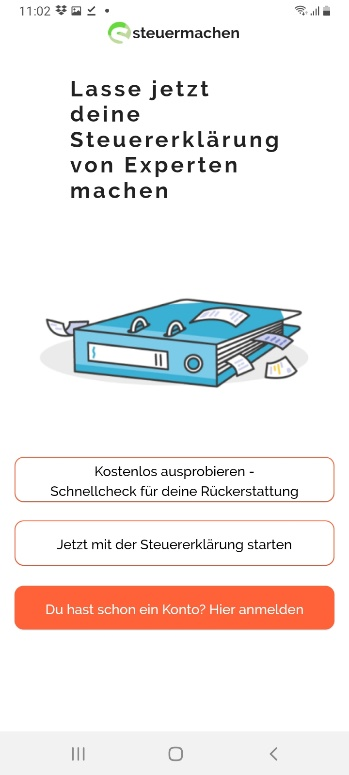 11:02
steuermachen
Lasse jetzt
deine
Steuererklärung
von Experten
machen
Kostenlos ausprobieren -
Schnellcheck für deine Rückerstattung
Jetzt mit der Steuererklärung starten
Du hast schon ein Konto? Hier anmelden